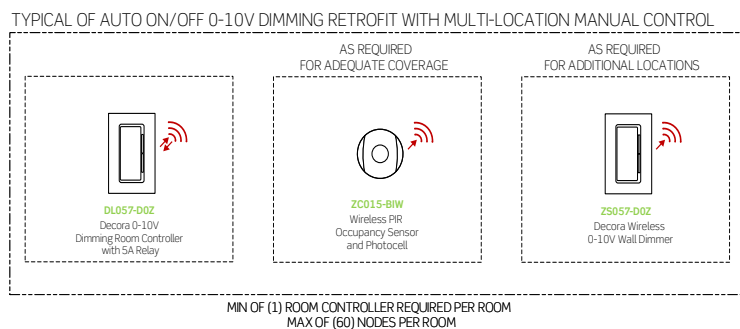 TYPICAL OF AUTO ON/OFF 0-10V DIMMING RETROFIT WITH MULTI-LOCATION MANUAL CONTROL
AS REQUIRED
FOR ADEQUATE COVERAGE
AS REQUIRED
FOR ADDITIONAL LOCATIONS
DL057-D0Z
Decora 0-10V
Dimming Room Controller
with 5A Relay
ZC015-BIW
Wireless PIR
Occupancy Sensor
and Photocell
ZS057-D0Z
Decora Wireless
0-10V Wall Dimmer
MIN OF (1) ROOM CONTROLLER REQUIRED PER ROOM
MAX OF (60) NODES PER ROOM